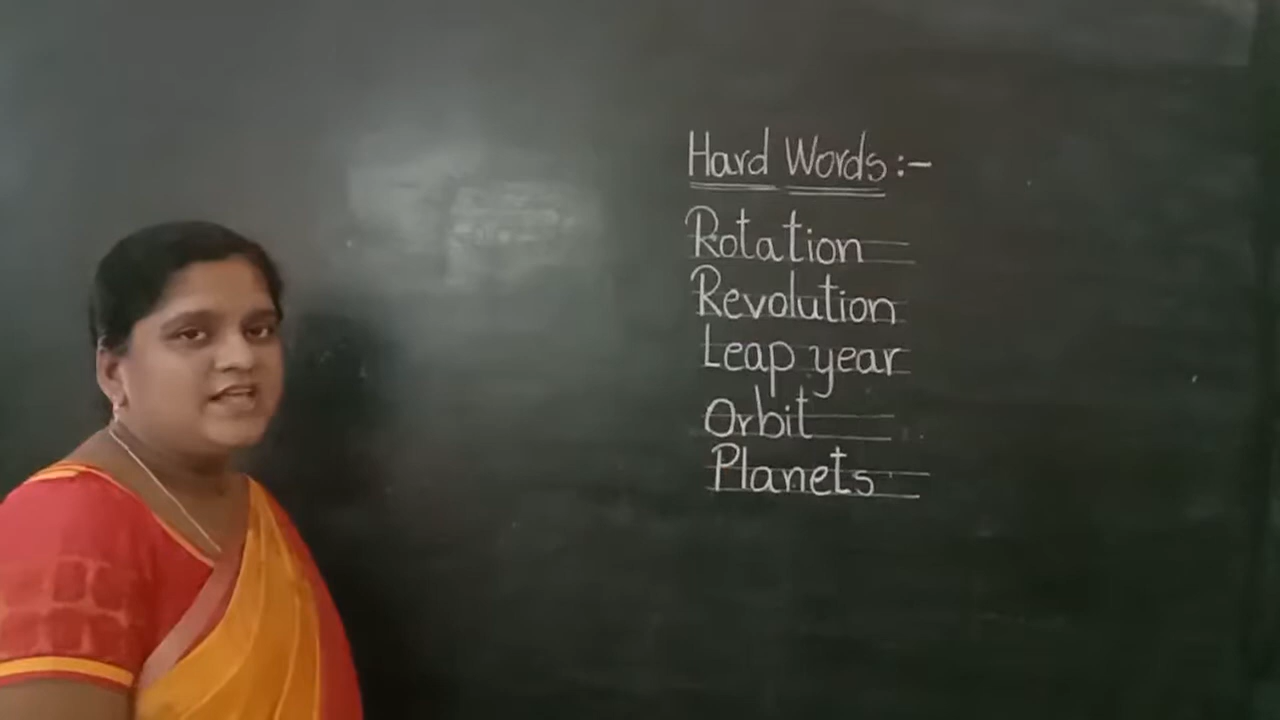 Hard Words :-
Rotation
Revolution
Leap year
Orbit
Planets